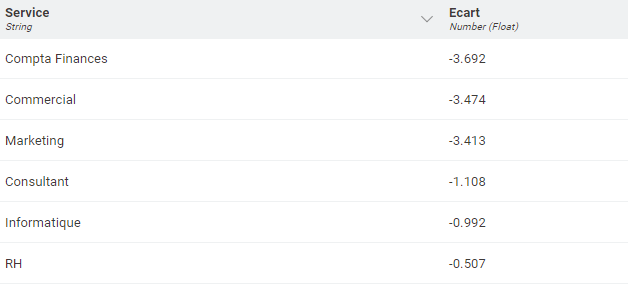 Service Ecart
String Number (Float)
Compta Finances -3.692
Commercial -3.474
Marketing -3.413
Consultant -1.108
Informatique -0.992
RH -0.507